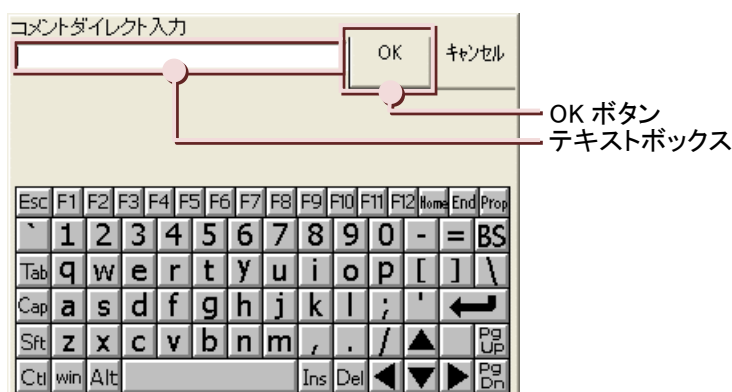 コメントダイレクト入力
OK キャンセル
OK ボタン
テキストボックス
Esc F1 F2 F3 F4 F5 F6 F7 F8 F9 F10 F11 F12 Home End Prop
` 1 2 3 4 5 6 7 8 9 0 - = BS
Tab q w e r t y u i o p [ ] \
Cap a s d f g h j k l ; '
Sft z x c v b n m , . / Pg Up
Ctl win Alt Ins Del Pg Dn